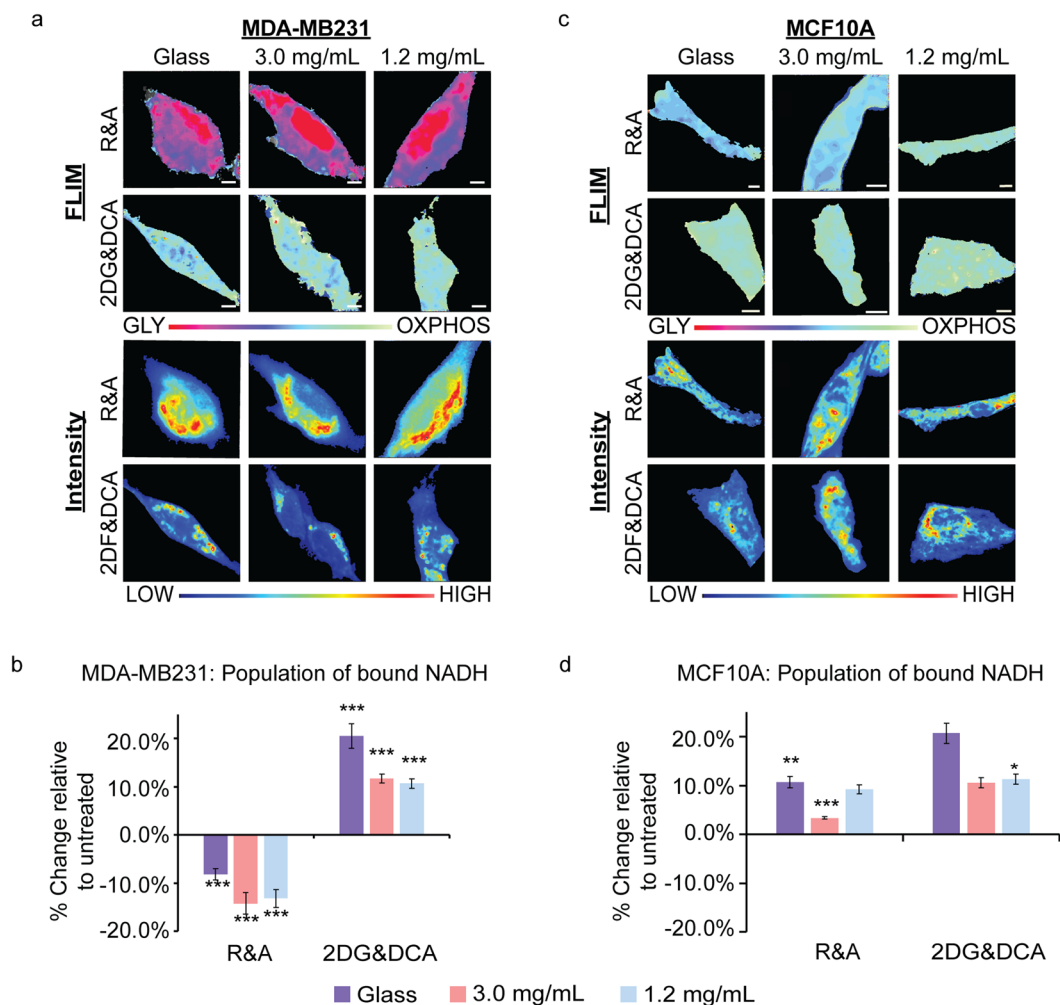 a
MDA-MB231
Glass 3.0 mg/mL 1.2 mg/mL
FLIM
R&A
2DG&DCA
GLY OXPHOS
Intensity
R&A
2DF&DCA
LOW HIGH
c
MCF10A
Glass 3.0 mg/mL 1.2 mg/mL
FLIM
R&A
2DG&DCA
GLY OXPHOS
Intensity
R&A
2DF&DCA
LOW HIGH
b
MDA-MB231: Population of bound NADH
% Change relative
to untreated
20.0%
10.0%
0.0%
-10.0%
-20.0%
*** *** ***
*** *** ***
R&A 2DG&DCA
d
MCF10A: Population of bound NADH
% Change relative
to untreated
20.0%
10.0%
0.0%
-10.0%
-20.0%
** *** *
R&A 2DG&DCA
Glass 3.0 mg/mL 1.2 mg/mL